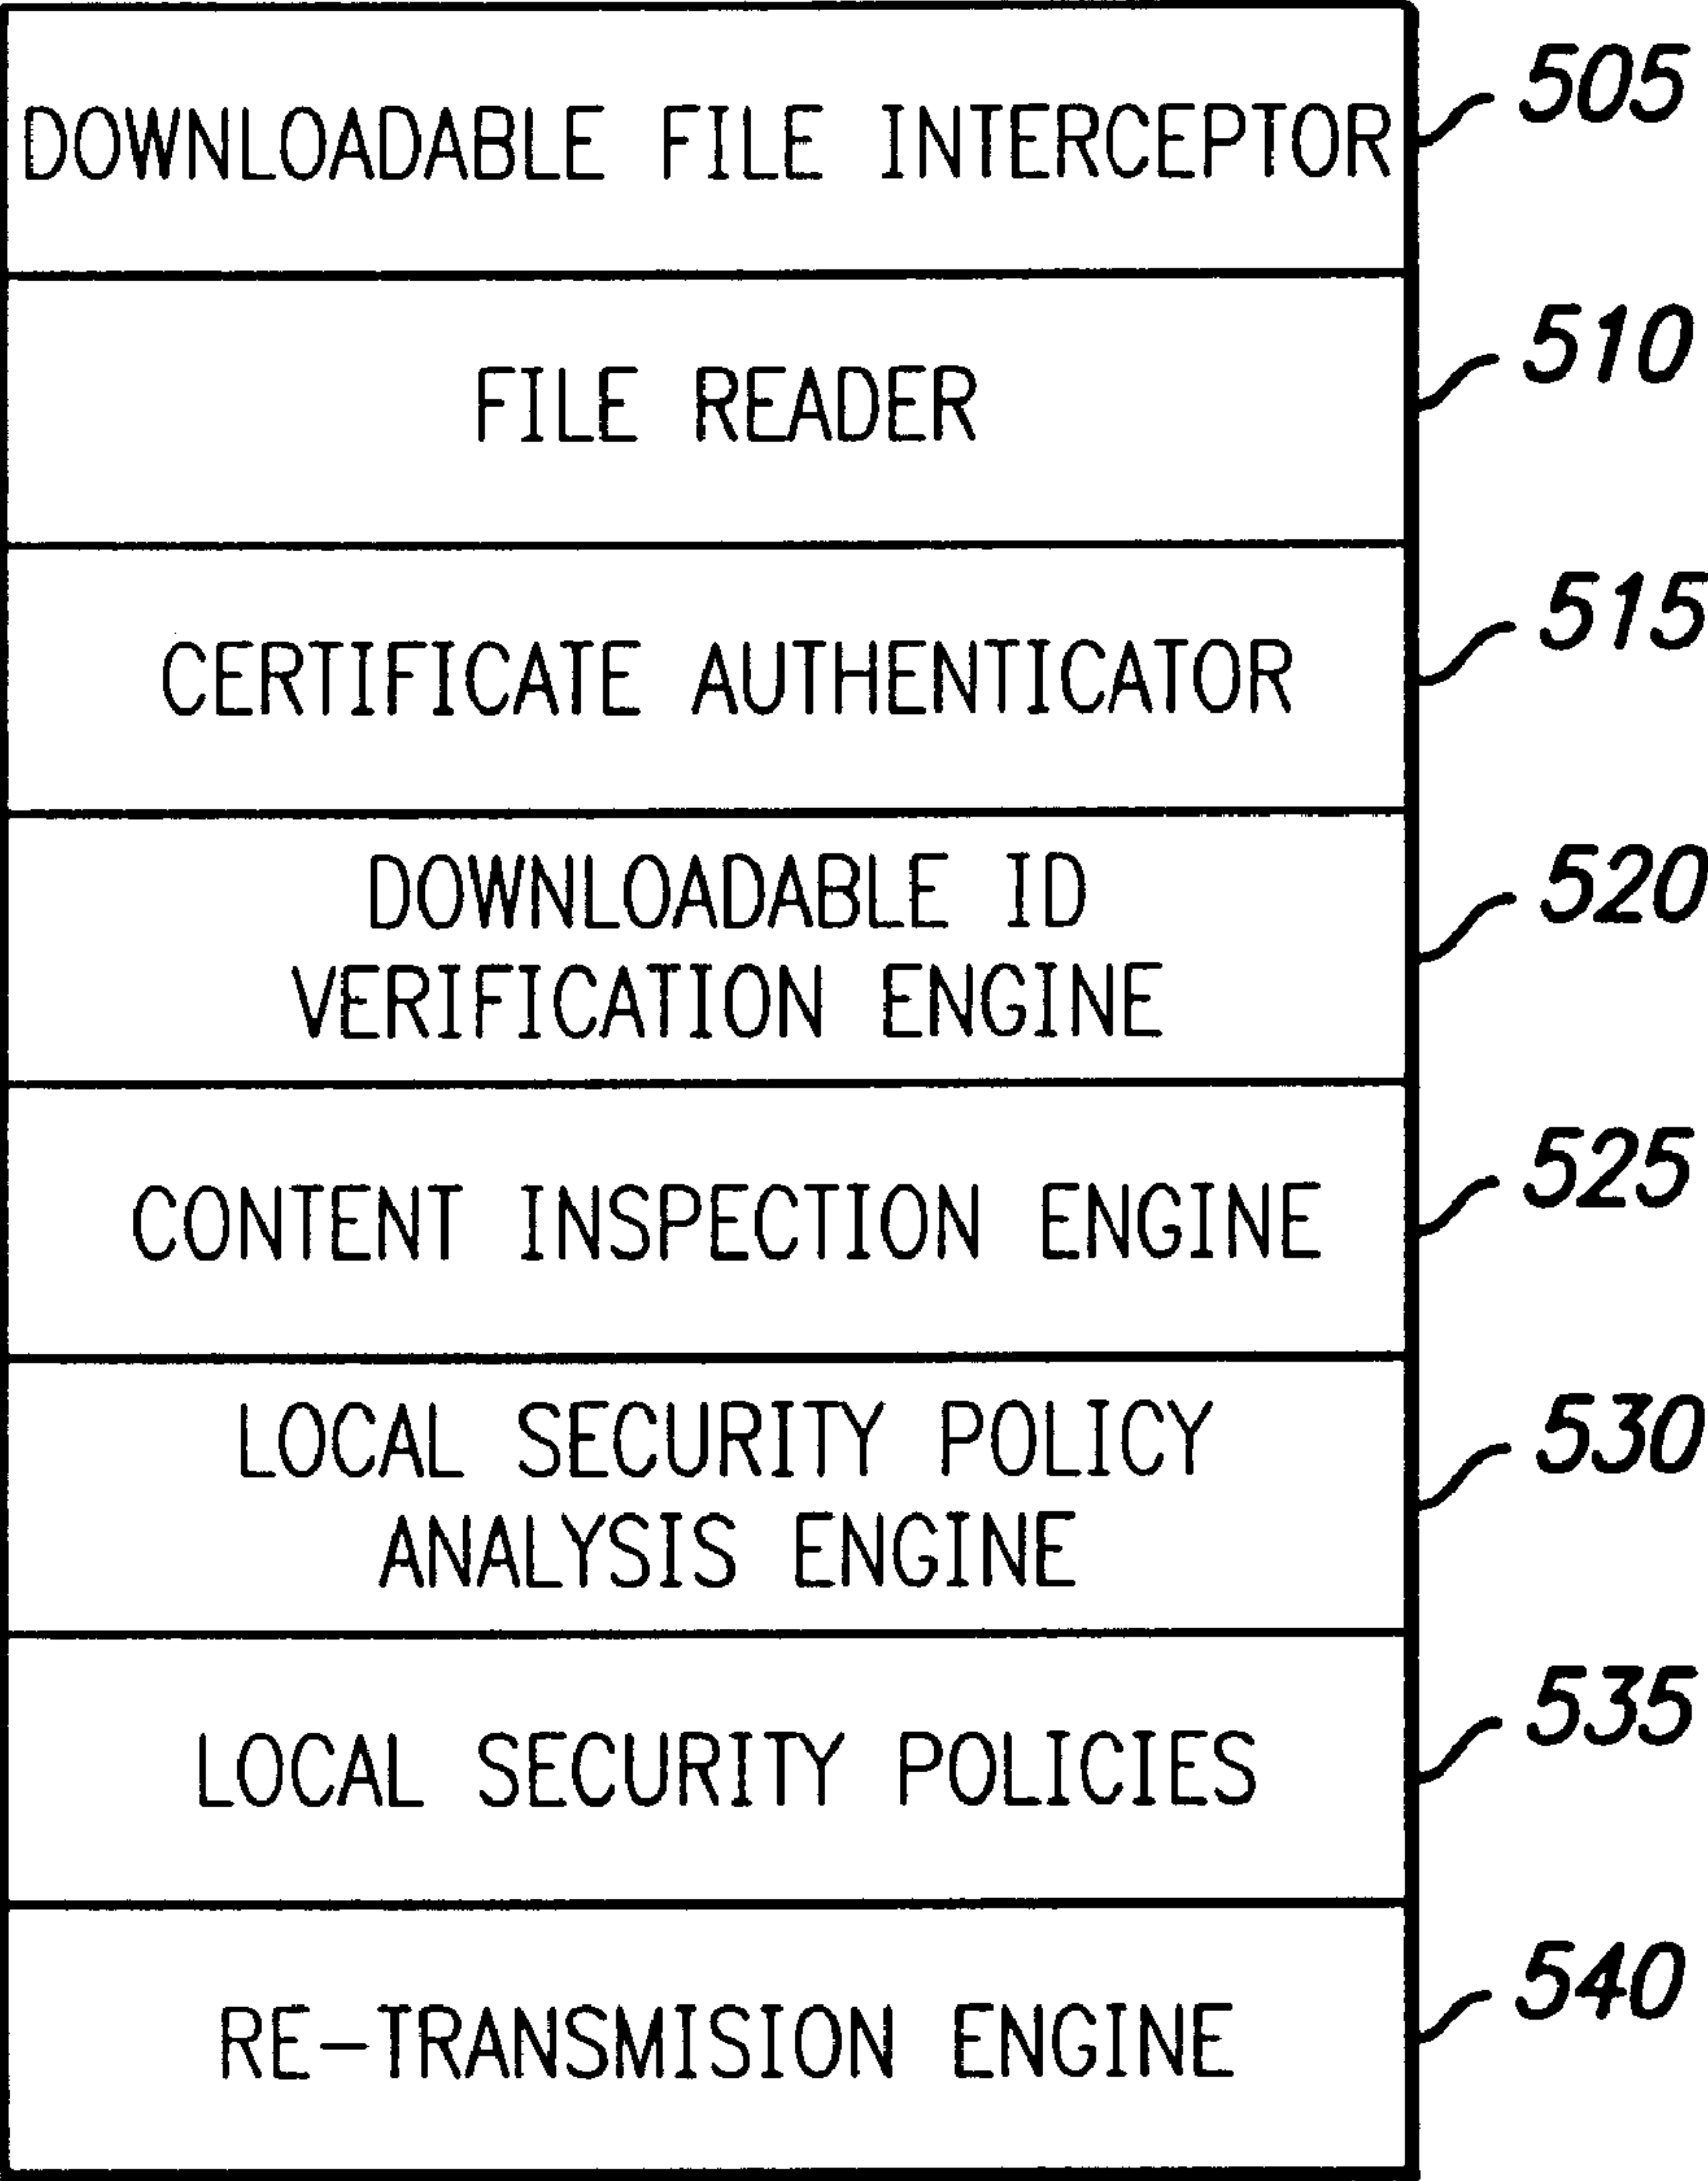 DOWNLOADABLE FILE INTERCEPTOR 505
FILE READER 510
CERTIFICATE AUTHENTICATOR 515
DOWNLOADABLE ID 520
VERIFICATION ENGINE
CONTENT INSPECTION ENGINE 525
LOCAL SECURITY POLICY 530
ANALYSIS ENGINE
LOCAL SECURITY POLICIES 535
RE-TRANSMISION ENGINE 540